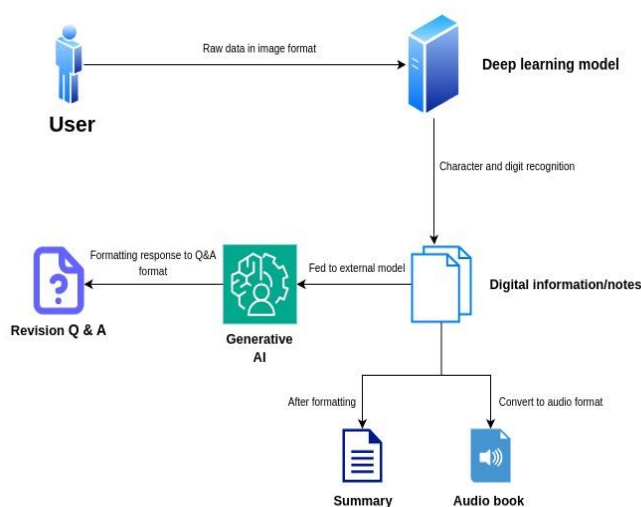 Raw data in image format
Deep learning model
User
Character and digit recognition
Formatting response to Q&A
format
Fed to external model
Digital information/notes
Revision Q & A
Generative
AI
After formatting
Convert to audio format
Summary
Audio book